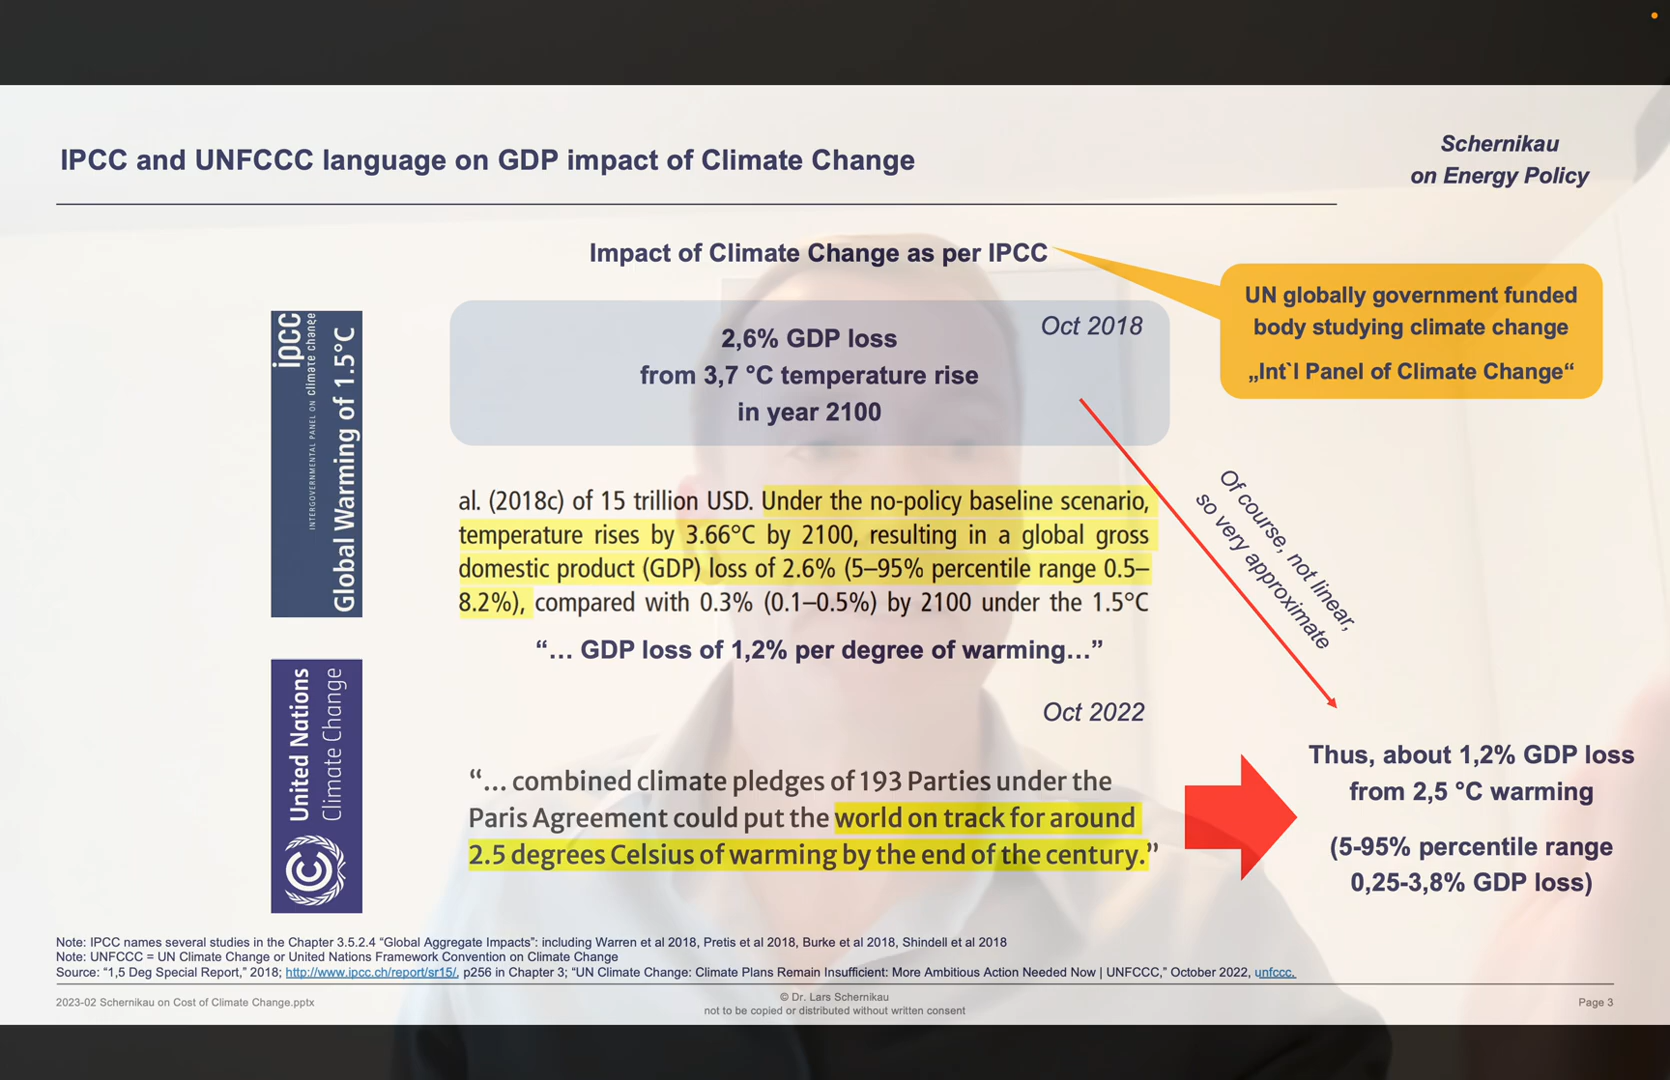 IPCC and UNFCCC language on GDP impact of Climate Change
Schernikau
on Energy Policy
Impact of Climate Change as per IPCC
UN globally government funded
body studying climate change
„Int`l Panel of Climate Change“
ipcc
INTERGOVERNMENTAL PANEL ON climate change
Global Warming of 1.5°C
Oct 2018
2,6% GDP loss
from 3,7 °C temperature rise
in year 2100
al. (2018c) of 15 trillion USD. Under the no-policy baseline scenario,
temperature rises by 3.66°C by 2100, resulting in a global gross
domestic product (GDP) loss of 2.6% (5–95% percentile range 0.5–
8.2%), compared with 0.3% (0.1–0.5%) by 2100 under the 1.5°C
“… GDP loss of 1,2% per degree of warming…”
Of course, not linear,
so very approximate
United Nations
Climate Change
Oct 2022
“… combined climate pledges of 193 Parties under the
Paris Agreement could put the world on track for around
2.5 degrees Celsius of warming by the end of the century.”
Thus, about 1,2% GDP loss
from 2,5 °C warming
(5-95% percentile range
0,25-3,8% GDP loss)
Note: IPCC names several studies in the Chapter 3.5.2.4 “Global Aggregate Impacts”: including Warren et al 2018, Pretis et al 2018, Burke et al 2018, Shindell et al 2018
Note: UNFCCC = UN Climate Change or United Nations Framework Convention on Climate Change
Source: “1,5 Deg Special Report,” 2018; http://www.ipcc.ch/report/sr15/, p256 in Chapter 3; “UN Climate Change: Climate Plans Remain Insufficient: More Ambitious Action Needed Now | UNFCCC,” October 2022, unfccc.
2023-02 Schernikau on Cost of Climate Change.pptx
© Dr. Lars Schernikau
not to be copied or distributed without written consent
Page 3